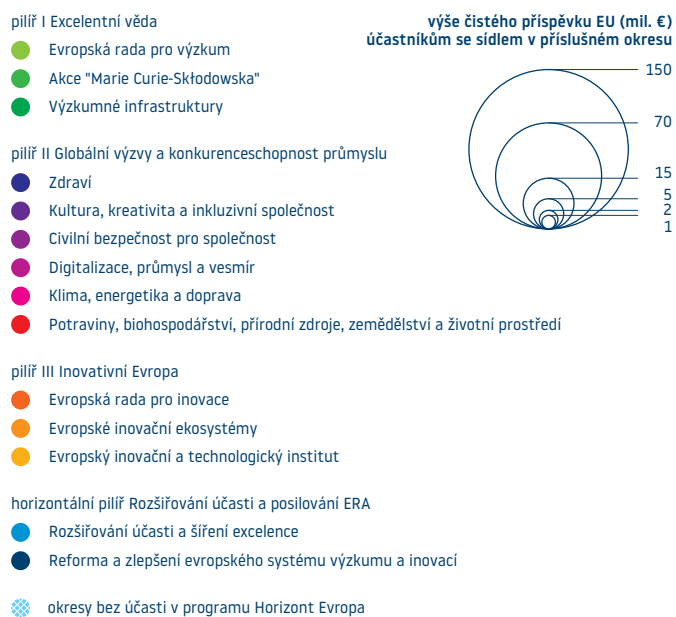 pilíř I Excelentní věda
Evropská rada pro výzkum
Akce "Marie Curie-Skłodowska"
Výzkumné infrastruktury
výše čistého příspěvku EU (mil. €)
účastníkům se sídlem v příslušném okresu
150
70
15
5
2
1
pilíř II Globální výzvy a konkurenceschopnost průmyslu
Zdraví
Kultura, kreativita a inkluzivní společnost
Civilní bezpečnost pro společnost
Digitalizace, průmysl a vesmír
Klima, energetika a doprava
Potraviny, biohospodářství, přírodní zdroje, zemědělství a životní prostředí
pilíř III Inovativní Evropa
Evropská rada pro inovace
Evropské inovační ekosystémy
Evropský inovační a technologický institut
horizontální pilíř Rozšiřování účasti a posilování ERA
Rozšiřování účasti a šíření excelence
Reforma a zlepšení evropského systému výzkumu a inovací
okresy bez účasti v programu Horizont Evropa